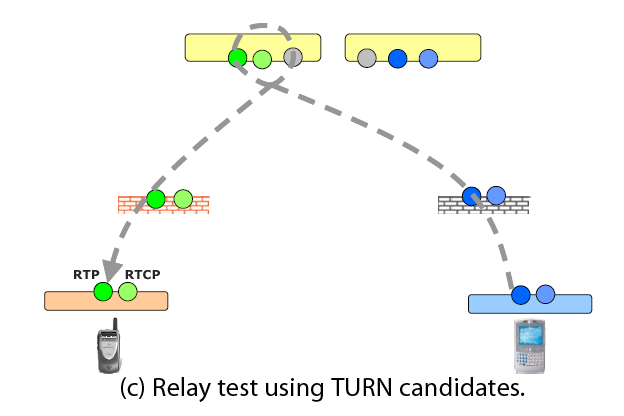 RTP RTCP
(c) Relay test using TURN candidates.